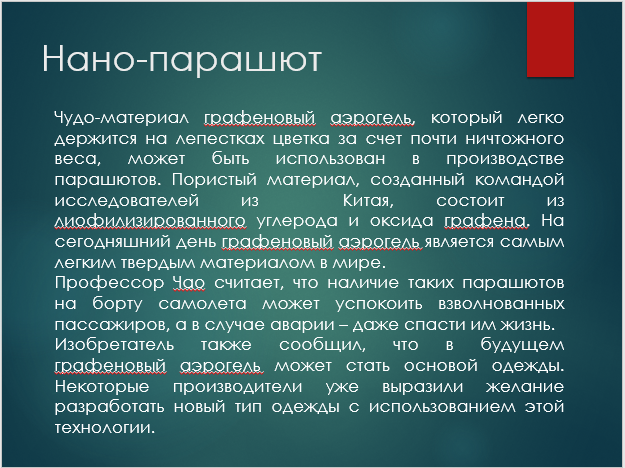 Нано-парашют
Чудо-материал графеновый аэрогель, который легко
держится на лепестках цветка за счет почти ничтожного
веса, может быть использован в производстве
парашютов. Пористый материал, созданный командой
исследователей из Китая, состоит из
лиофилизированного углерода и оксида графена. На
сегодняшний день графеновый аэрогель является самым
легким твердым материалом в мире.
Профессор Чао считает, что наличие таких парашютов
на борту самолета может успокоить взволнованных
пассажиров, а в случае аварии – даже спасти им жизнь.
Изобретатель также сообщил, что в будущем
графеновый аэрогель может стать основой одежды.
Некоторые производители уже выразили желание
разработать новый тип одежды с использованием этой
технологии.